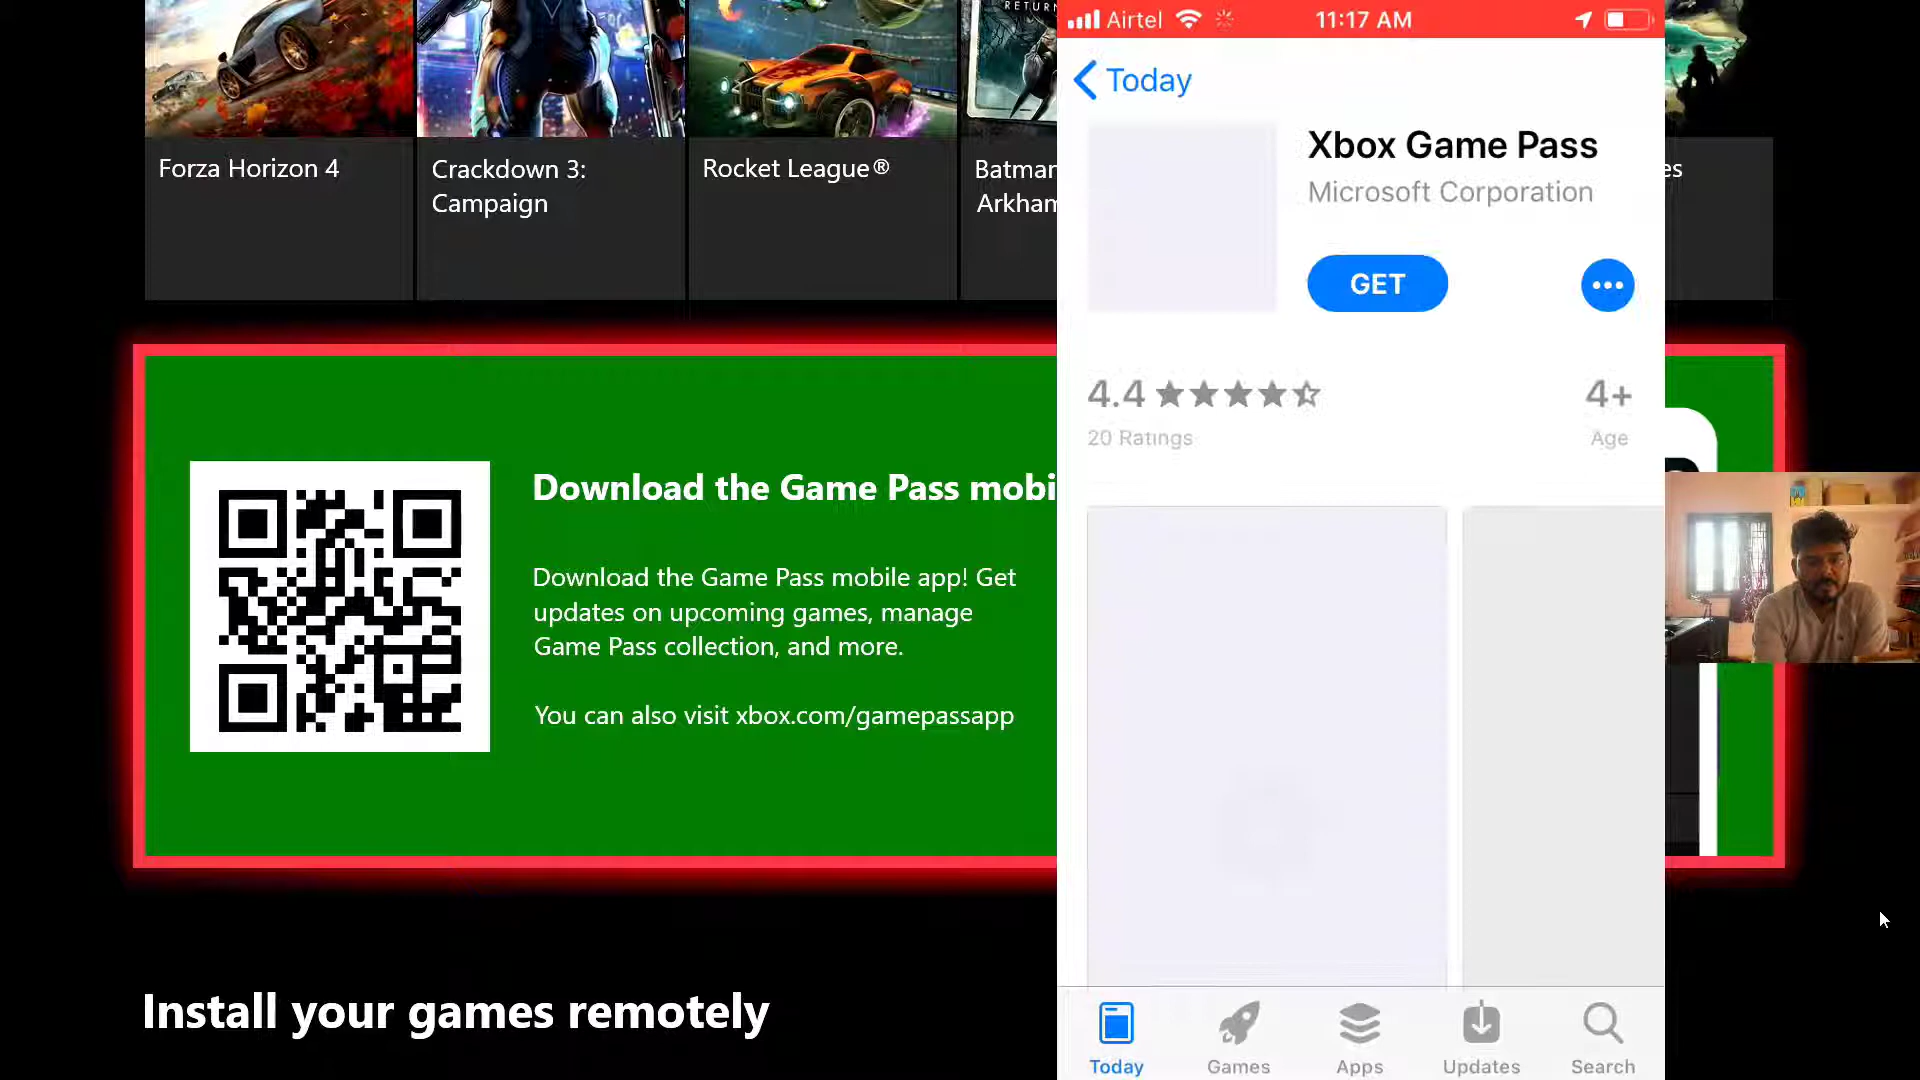 RETURN
Forza Horizon 4
Crackdown 3:
Campaign
Rocket League®
Batman
Arkham
es
Download the Game Pass mobi
Download the Game Pass mobile app! Get
updates on upcoming games, manage
Game Pass collection, and more.
You can also visit xbox.com/gamepassapp
Install your games remotely
Airtel
11:17 AM
Today
Xbox Game Pass
Microsoft Corporation
GET
4.4
20 Ratings
4+
Age
Today
Games
Apps
Updates
Search